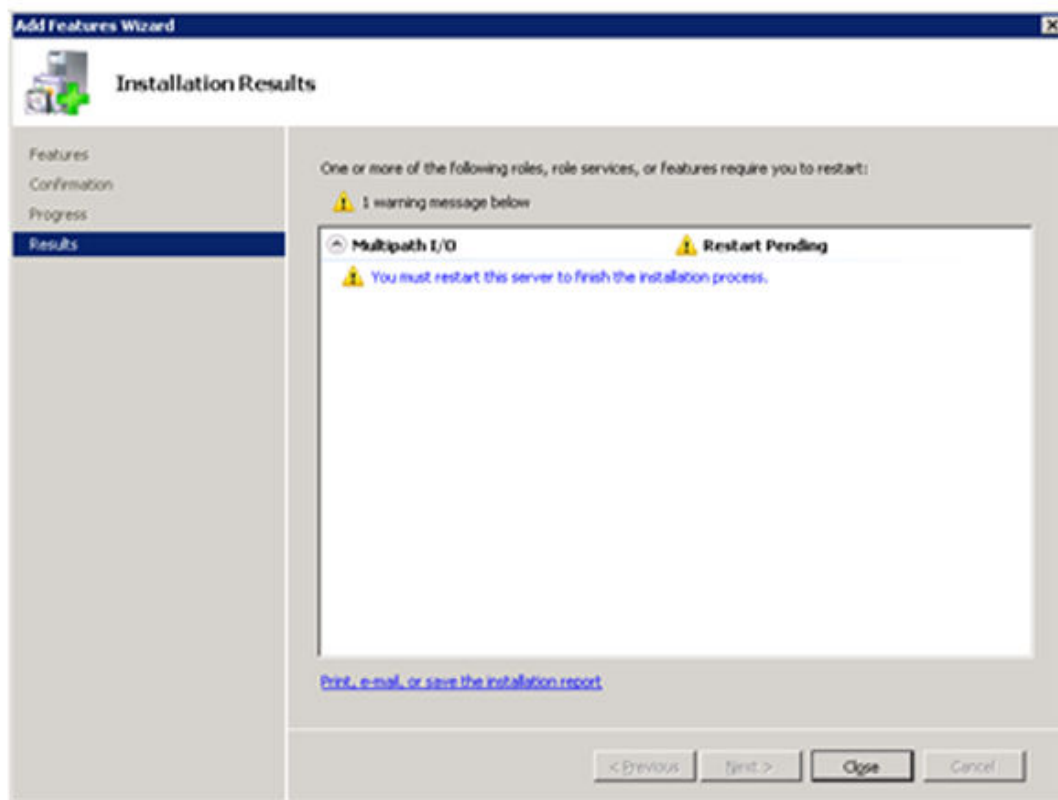 Add Features Wizard
Installation Results
Features
Confirmation
Progress
Results
One or more of the following roles, role services, or features require you to restart:
1 warning message below
Multipath I/O
Restart Pending
You must restart this server to finish the installation process.
Print, e-mail, or save the installation report
< Previous
Next >
Close
Cancel